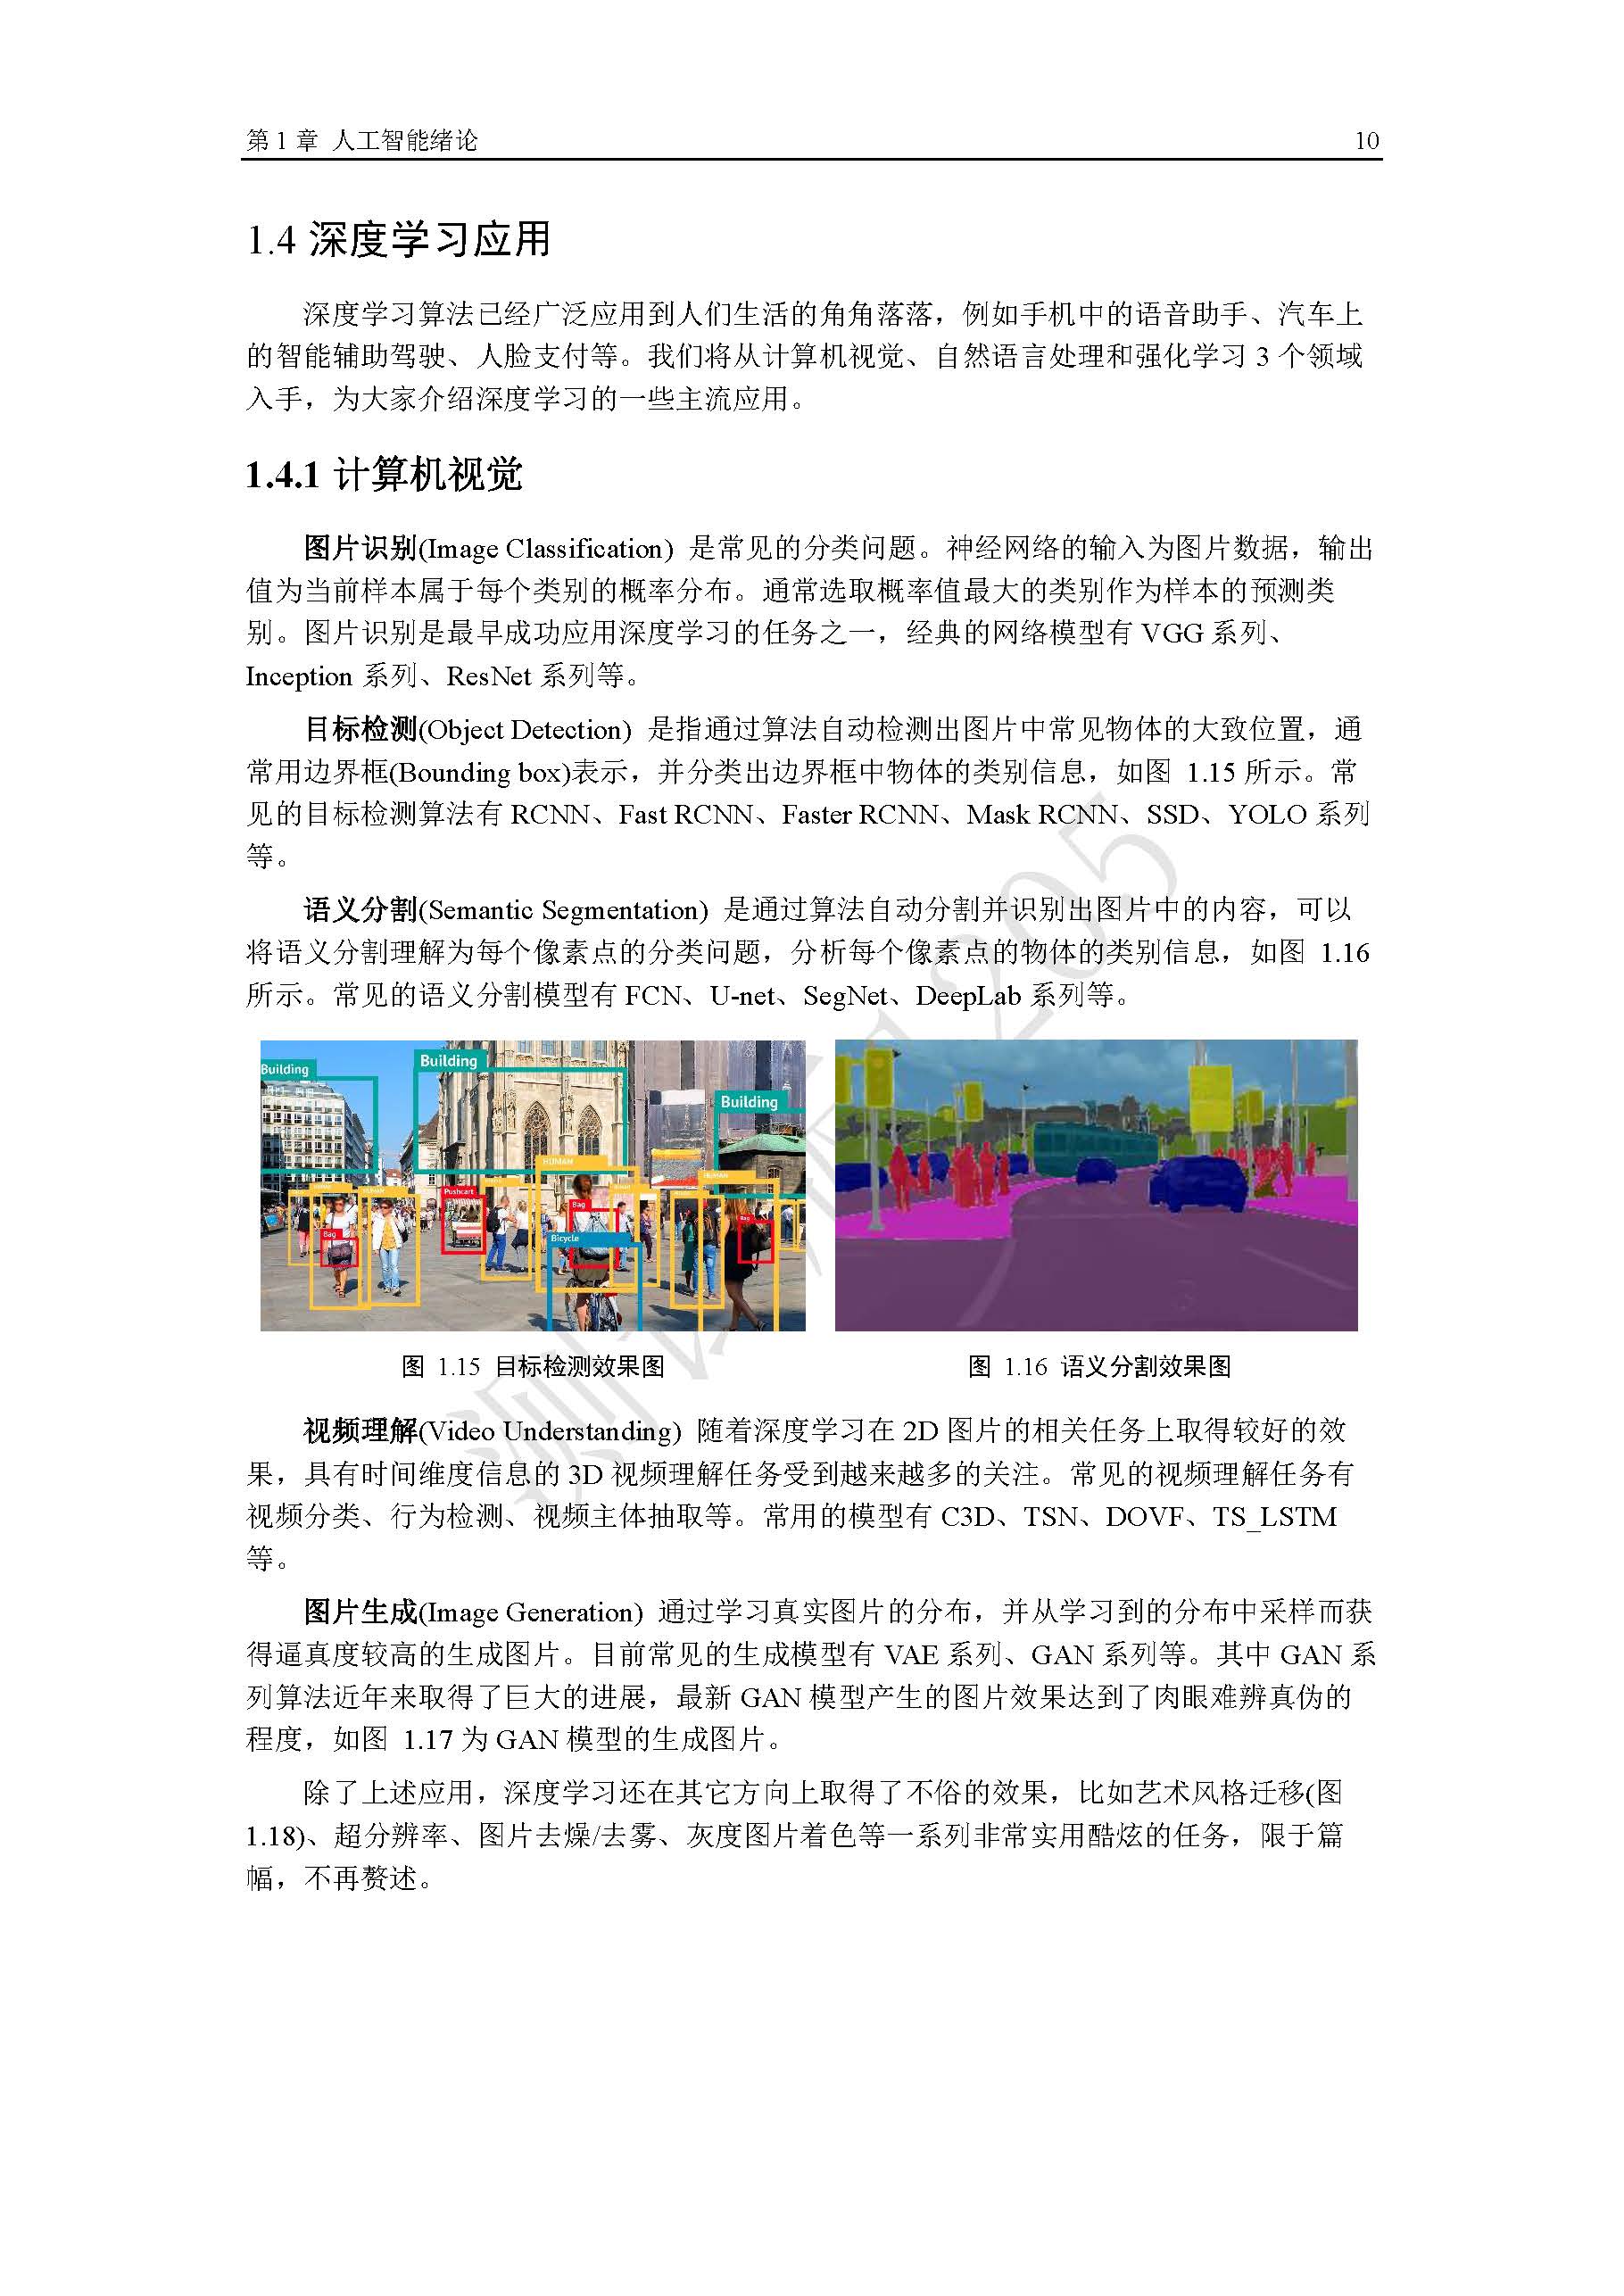 第 1 章 人工智能绪论 10
1.4 深度学习应用
深度学习算法已经广泛应用到人们生活的角角落落，例如手机中的语音助手、汽车上
的智能辅助驾驶、人脸支付等。我们将从计算机视觉、自然语言处理和强化学习 3 个领域
入手，为大家介绍深度学习的一些主流应用。
1.4.1 计算机视觉
图片识别(Image Classification) 是常见的分类问题。神经网络的输入为图片数据，输出
值为当前样本属于每个类别的概率分布。通常选取概率值最大的类别作为样本的预测类
别。图片识别是最早成功应用深度学习的任务之一，经典的网络模型有 VGG 系列、
Inception 系列、ResNet 系列等。
目标检测(Object Detection) 是指通过算法自动检测出图片中常见物体的大致位置，通
常用边界框(Bounding box)表示，并分类出边界框中物体的类别信息，如图 1.15 所示。常
见的目标检测算法有 RCNN、Fast RCNN、Faster RCNN、Mask RCNN、SSD、YOLO 系列
等。
语义分割(Semantic Segmentation) 是通过算法自动分割并识别出图片中的内容，可以
将语义分割理解为每个像素点的分类问题，分析每个像素点的物体的类别信息，如图 1.16
所示。常见的语义分割模型有 FCN、U-net、SegNet、DeepLab 系列等。
Building
Building
Building
HUMAN
Pushcart
Bag
Bag
Bicycle
图 1.15 目标检测效果图
图 1.16 语义分割效果图
视频理解(Video Understanding) 随着深度学习在 2D 图片的相关任务上取得较好的效
果，具有时间维度信息的 3D 视频理解任务受到越来越多的关注。常见的视频理解任务有
视频分类、行为检测、视频主体抽取等。常用的模型有 C3D、TSN、DOVF、TS_LSTM
等。
图片生成(Image Generation) 通过学习真实图片的分布，并从学习到的分布中采样而获
得逼真度较高的生成图片。目前常见的生成模型有 VAE 系列、GAN 系列等。其中 GAN 系
列算法近年来取得了巨大的进展，最新 GAN 模型产生的图片效果达到了肉眼难辨真伪的
程度，如图 1.17 为 GAN 模型的生成图片。
除了上述应用，深度学习还在其它方向上取得了不俗的效果，比如艺术风格迁移(图
1.18)、超分辨率、图片去燥/去雾、灰度图片着色等一系列非常实用酷炫的任务，限于篇
幅，不再赘述。